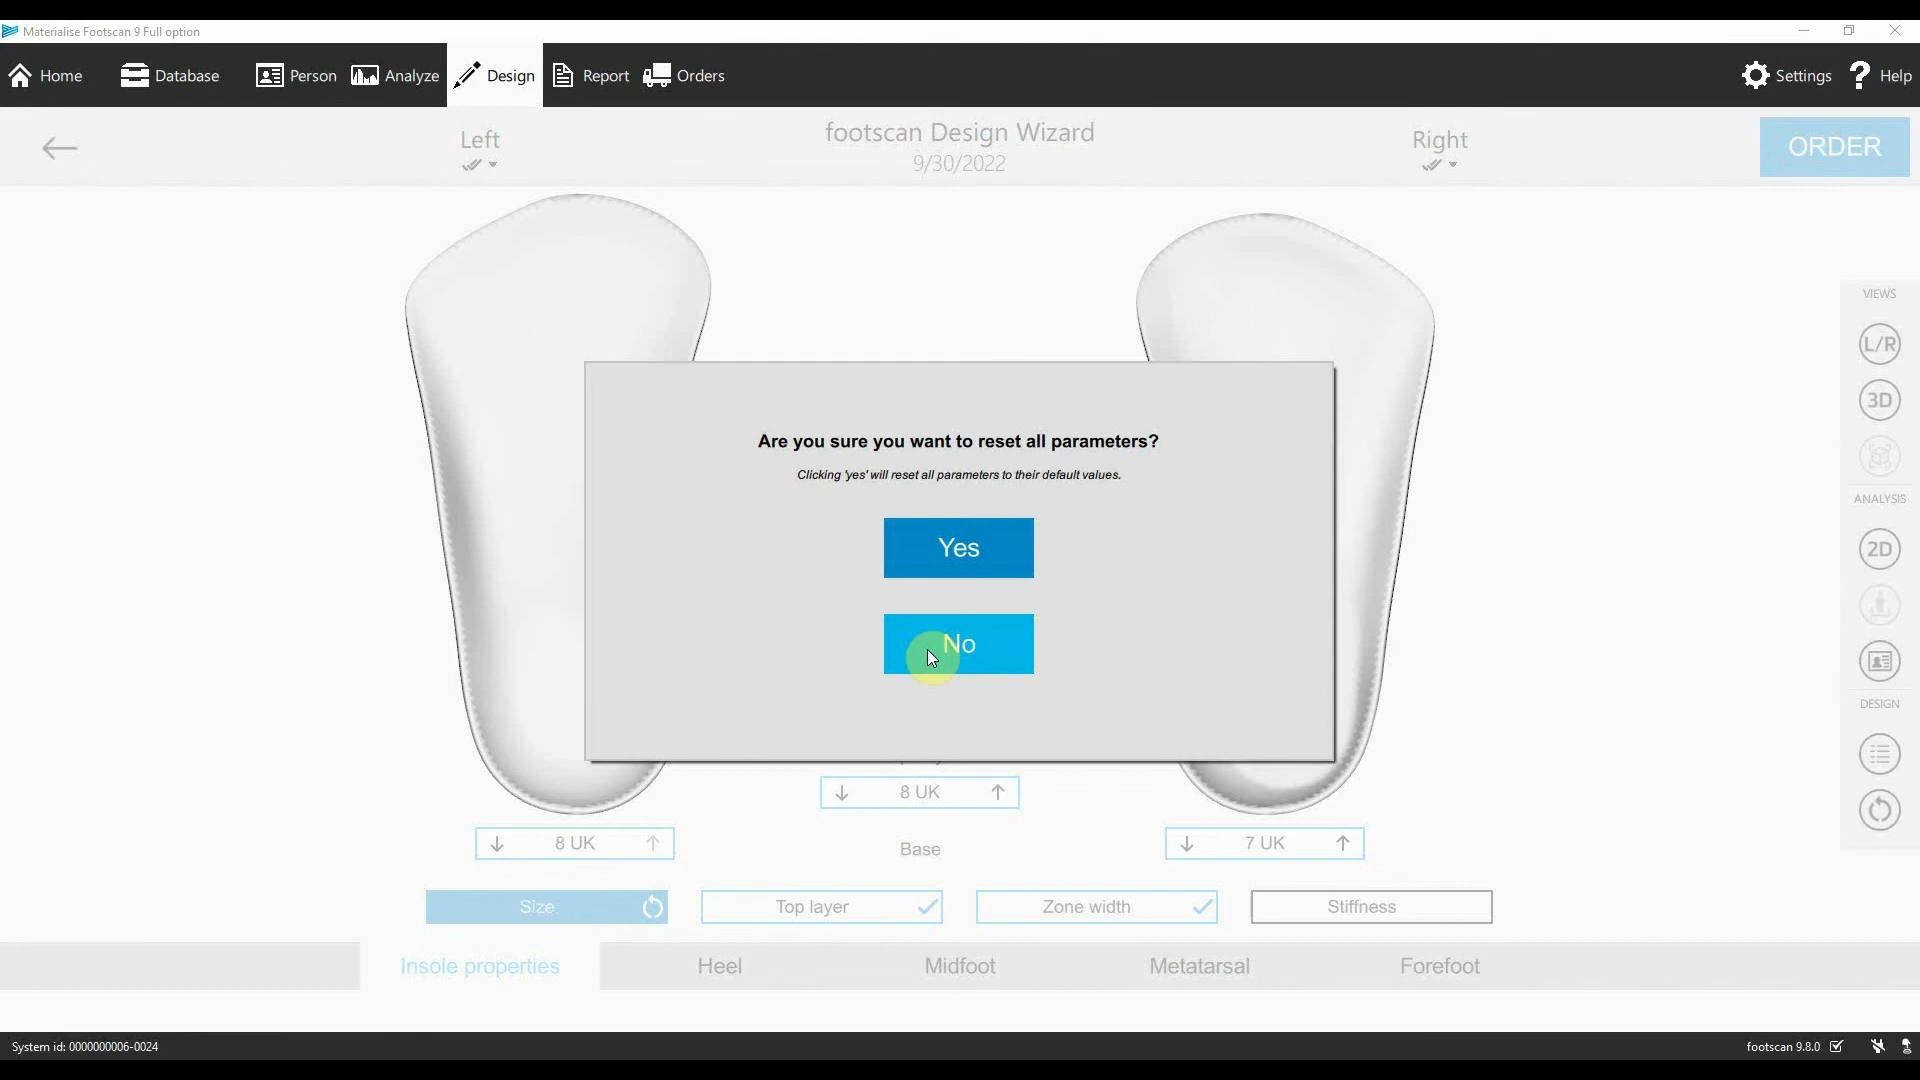 Materialise Footscan 9 Full option
Home
Database
Person
Analyze
Design
Report
Orders
Settings
Help
Left
footscan Design Wizard
9/30/2022
Right
ORDER
VIEWS
L/R
3D
ANALYSIS
2D
DESIGN
Are you sure you want to reset all parameters?
Clicking 'yes' will reset all parameters to their default values.
Yes
No
8 UK
8 UK
7 UK
Base
Size
Top layer
Zone width
Stiffness
Insole properties
Heel
Midfoot
Metatarsal
Forefoot
System id: 0000000006-0024
footscan 9.8.0